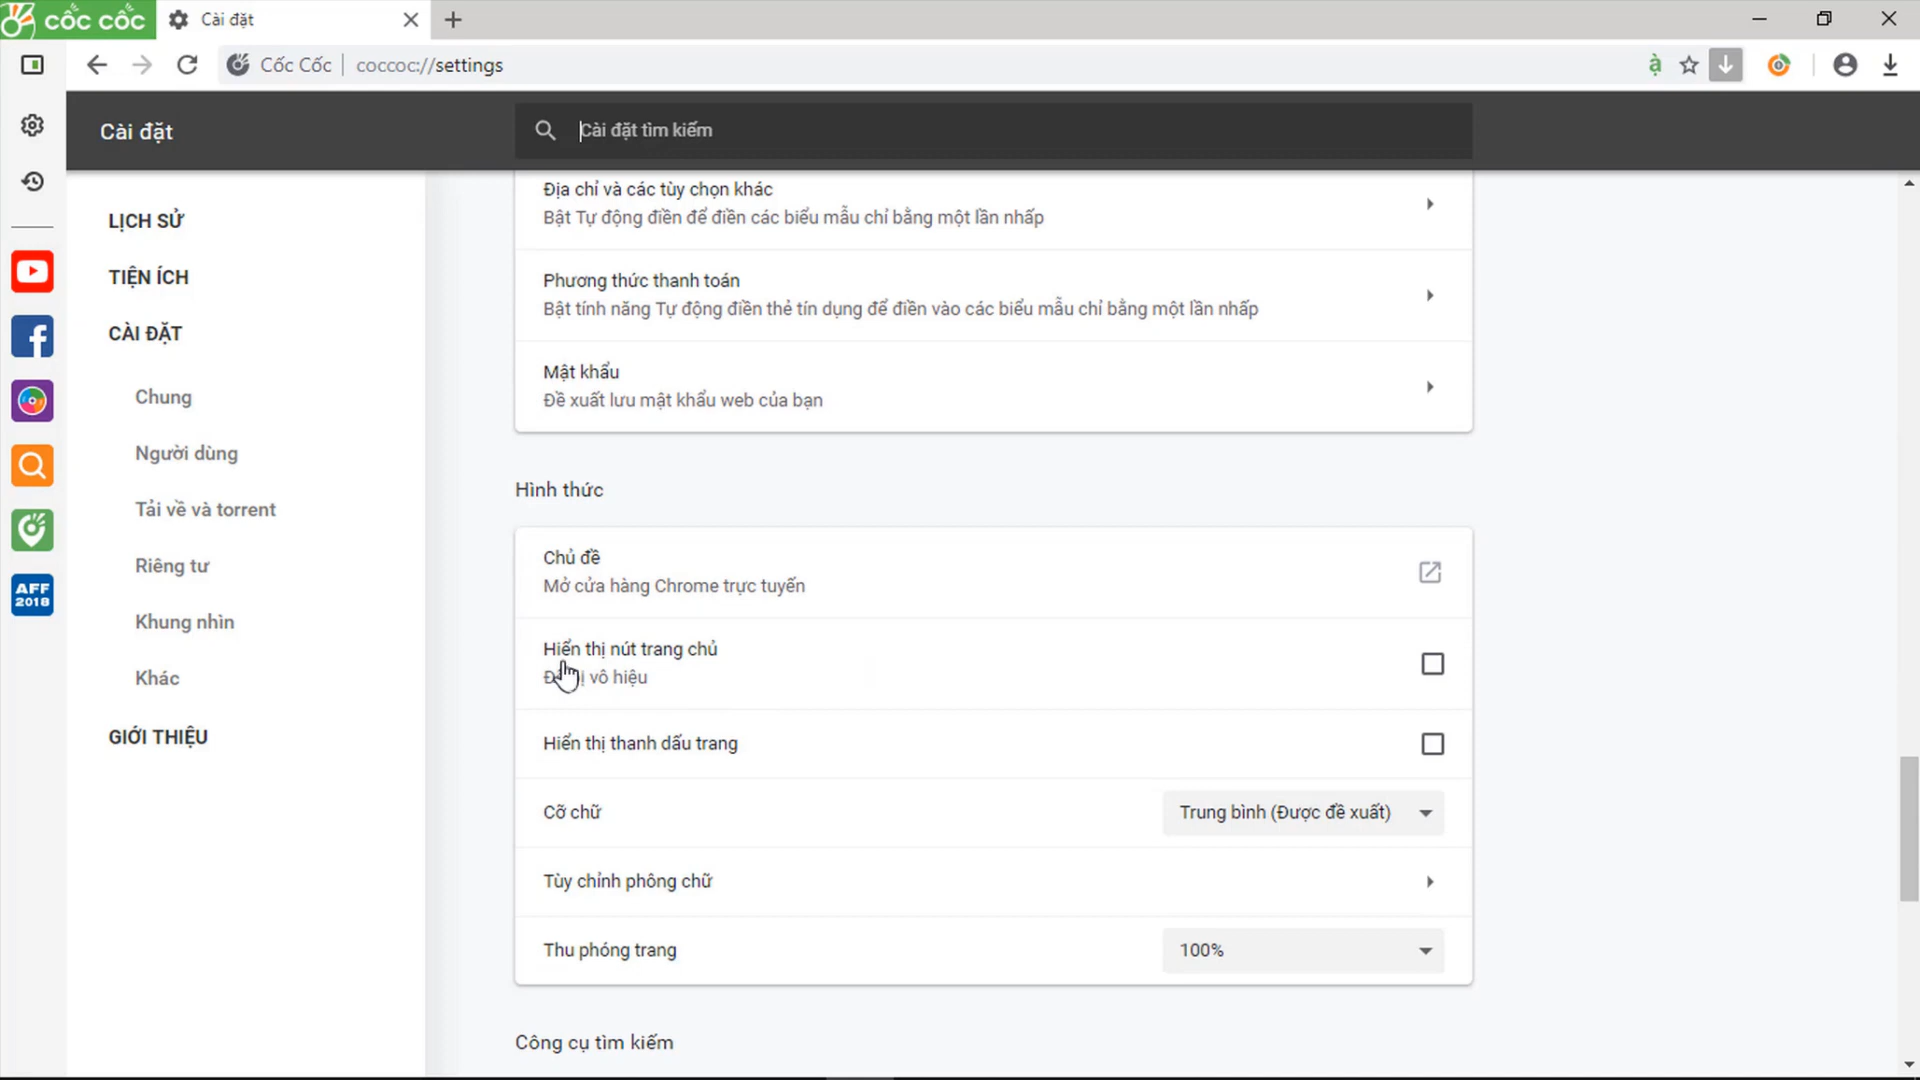 cốc cốc
Cài đặt
Cốc Cốc
coccoc://settings
ạ
Cài đặt
Cài đặt tìm kiếm
LỊCH SỬ
TIỆN ÍCH
CÀI ĐẶT
Chung
Người dùng
Tải về và torrent
Riêng tư
Khung nhìn
Khác
GIỚI THIỆU
AFF
2018
Địa chỉ và các tùy chọn khác
Bật Tự động điền để điền các biểu mẫu chỉ bằng một lần nhấp
Phương thức thanh toán
Bật tính năng Tự động điền thẻ tín dụng để điền vào các biểu mẫu chỉ bằng một lần nhấp
Mật khẩu
Đề xuất lưu mật khẩu web của bạn
Hình thức
Chủ đề
Mở cửa hàng Chrome trực tuyến
Hiển thị nút trang chủ
vô hiệu
Hiển thị thanh dấu trang
Cỡ chữ
Trung bình (Được đề xuất)
Tùy chỉnh phông chữ
Thu phóng trang
100%
Công cụ tìm kiếm